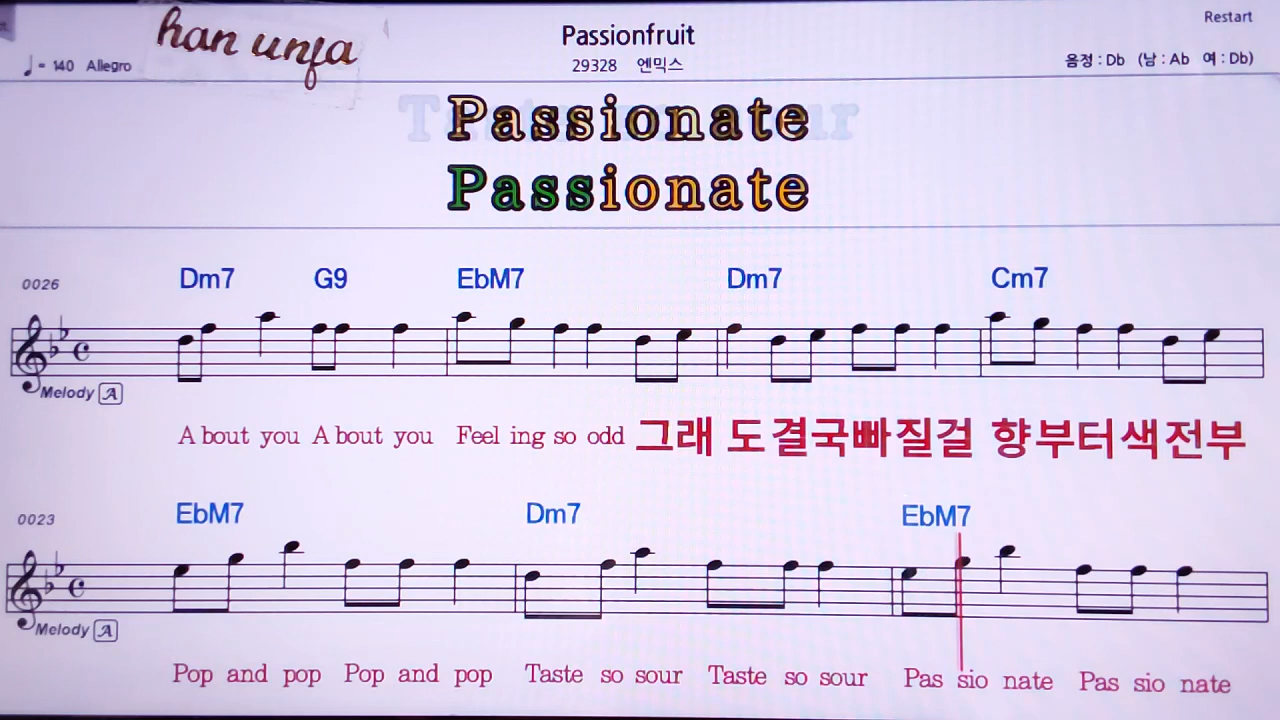 Restart
han unfa
Passionfruit
♩= 140 Allegro
29328 엔믹스
음정 : Db (남 : Ab 여 : Db)
Passionate
Passionate
0026
Dm7 G9 EbM7 Dm7 Cm7
Melody A
A bout you A bout you Feel ing so odd 그래 도결국빠질걸 향부터색전부
0023
EbM7 Dm7 EbM7
Melody A
Pop and pop Pop and pop Taste so sour Taste so sour Pas sio nate Pas sio nate